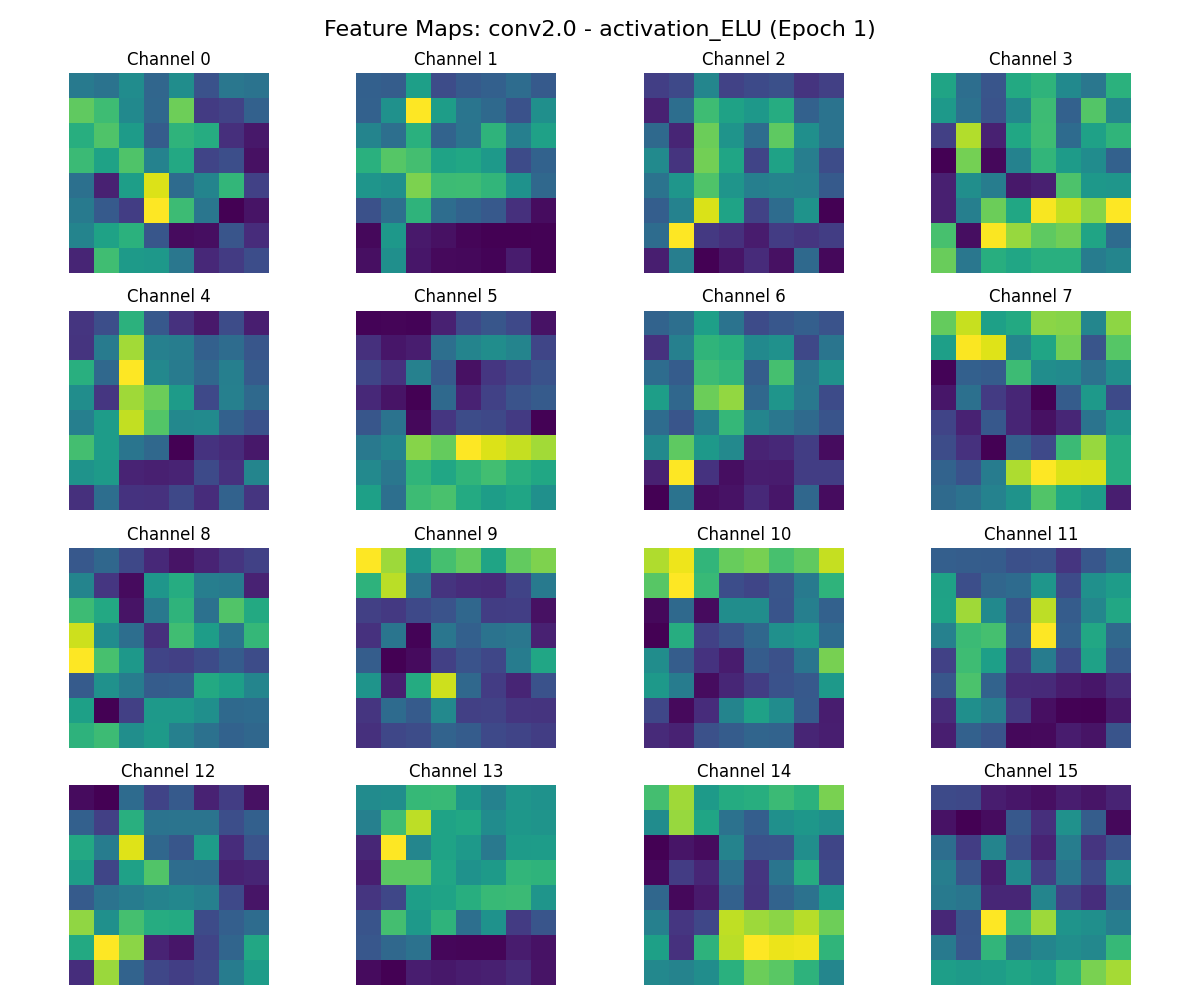 Feature Maps: conv2.0 - activation_ELU (Epoch 1)
Channel 0 Channel 1 Channel 2 Channel 3
Channel 4 Channel 5 Channel 6 Channel 7
Channel 8 Channel 9 Channel 10 Channel 11
Channel 12 Channel 13 Channel 14 Channel 15